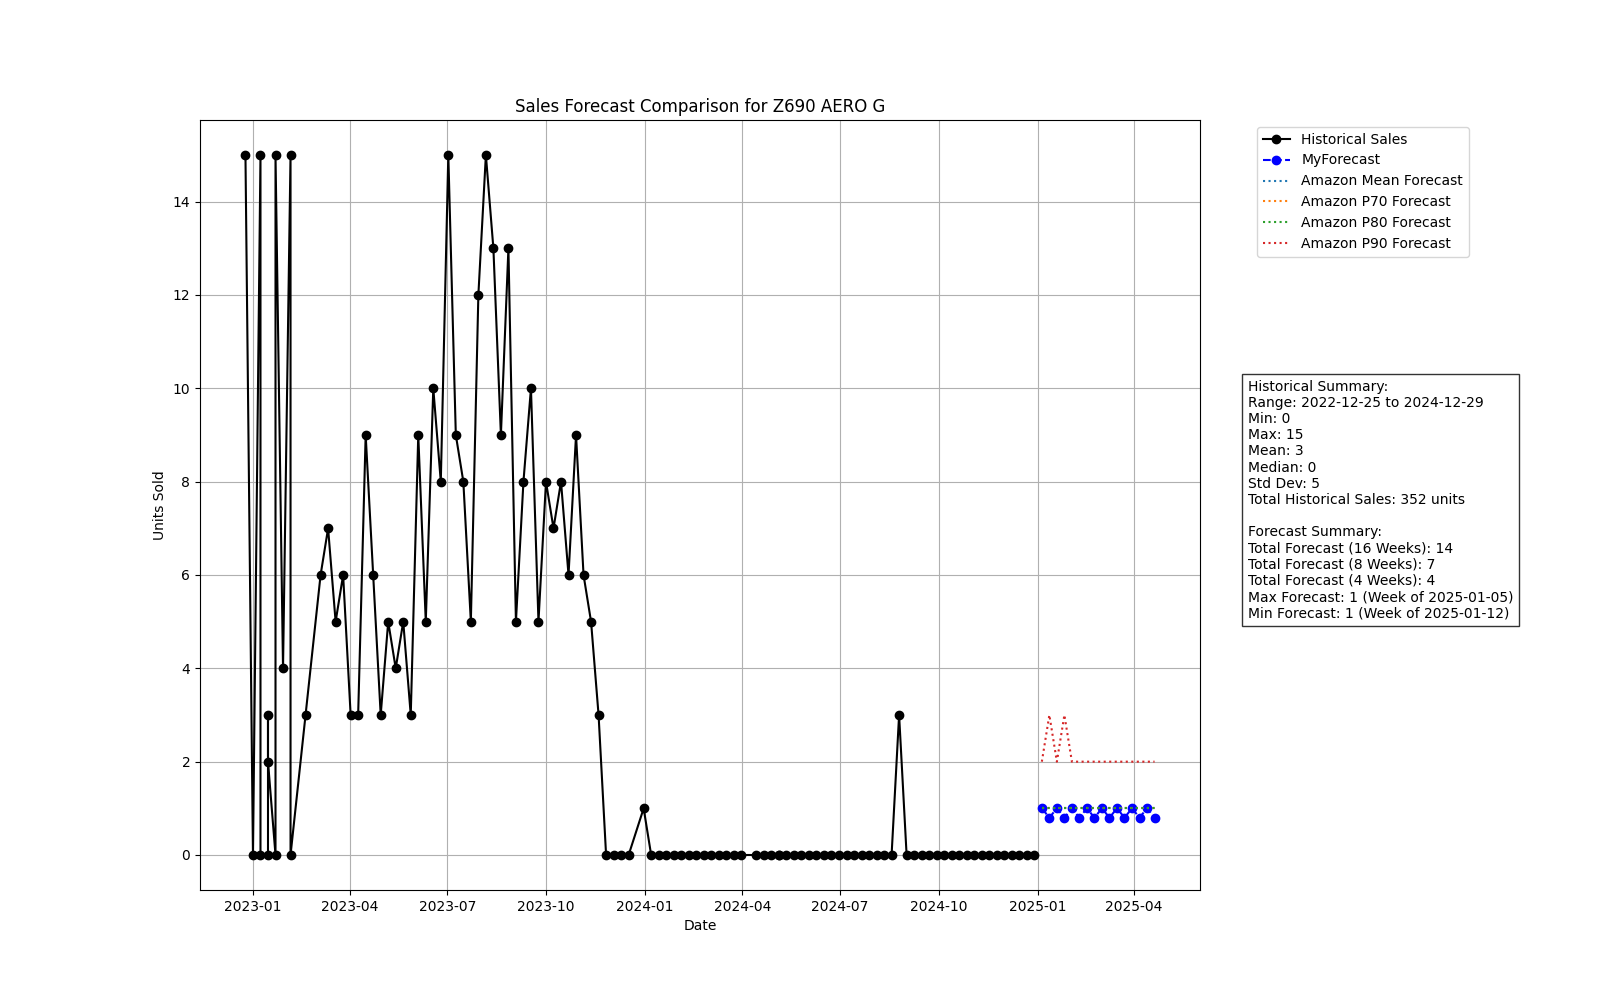 Sales Forecast Comparison for Z690 AERO G
Units Sold
14
12
10
8
6
4
2
0
2023-01
2023-04
2023-07
2023-10
2024-01
2024-04
2024-07
2024-10
2025-01
2025-04
Date
Historical Sales
MyForecast
Amazon Mean Forecast
Amazon P70 Forecast
Amazon P80 Forecast
Amazon P90 Forecast
Historical Summary:
Range: 2022-12-25 to 2024-12-29
Min: 0
Max: 15
Mean: 3
Median: 0
Std Dev: 5
Total Historical Sales: 352 units
Forecast Summary:
Total Forecast (16 Weeks): 14
Total Forecast (8 Weeks): 7
Total Forecast (4 Weeks): 4
Max Forecast: 1 (Week of 2025-01-05)
Min Forecast: 1 (Week of 2025-01-12)